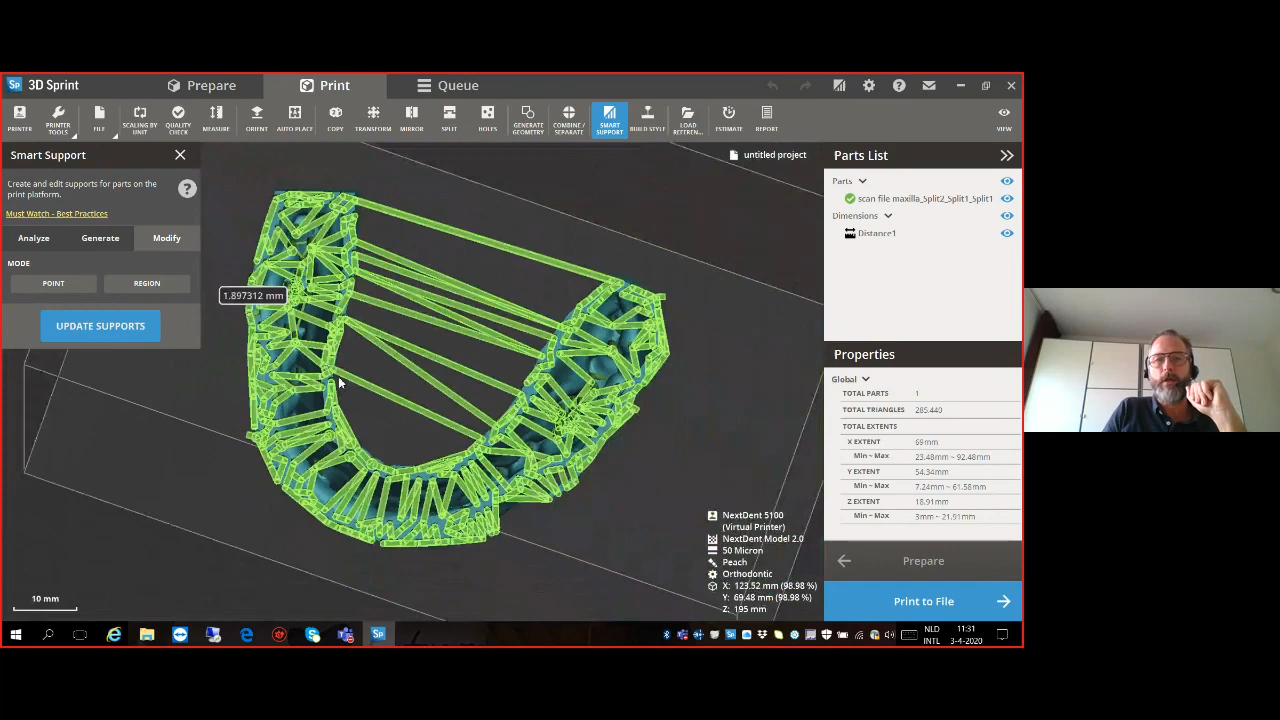 Sp 3D Sprint
Prepare
Print
Queue
PRINTER
PRINTER TOOLS
FILE
SCALING BY UNIT
QUALITY CHECK
MEASURE
ORIENT
AUTO PLACE
COPY
TRANSFORM
MIRROR
SPLIT
HOLES
GENERATE GEOMETRY
COMBINE / SEPARATE
SMART SUPPORT
BUILD STYLE
LOAD REFEREN...
ESTIMATE
REPORT
VIEW
Smart Support
Create and edit supports for parts on the
print platform.
?
Must Watch - Best Practices
Analyze
Generate
Modify
MODE
POINT
REGION
UPDATE SUPPORTS
untitled project
1.897312 mm
10 mm
NextDent 5100
(Virtual Printer)
NextDent Model 2.0
50 Micron
Peach
Orthodontic
X: 123.52 mm (98.98 %)
Y: 69.48 mm (98.98 %)
Z: 195 mm
Parts List
Parts
scan file maxilla_Split2_Split1_Split1
Dimensions
Distance1
Properties
Global
TOTAL PARTS 1
TOTAL TRIANGLES 285.440
TOTAL EXTENTS
X EXTENT 69mm
Min ~ Max 23.48mm ~ 92.48mm
Y EXTENT 54.34mm
Min ~ Max 7.24mm ~ 61.58mm
Z EXTENT 18.91mm
Min ~ Max 3mm ~ 21.91mm
Prepare
Print to File
Sp
NLD
INTL
11:31
3-4-2020